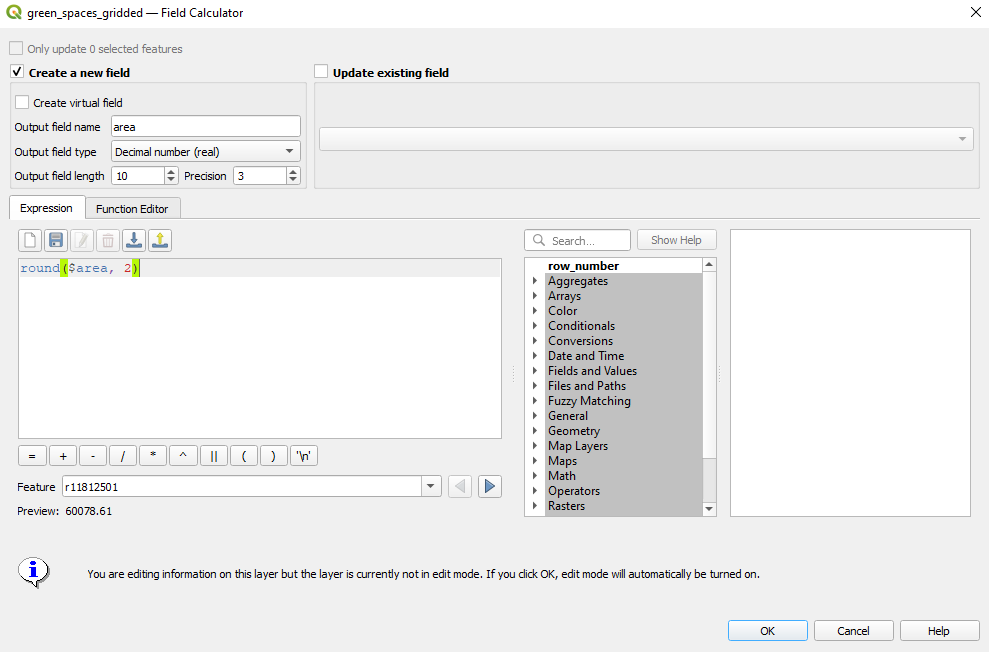 green_spaces_gridded — Field Calculator
Only update 0 selected features
Create a new field
Update existing field
Create virtual field
Output field name area
Output field type Decimal number (real)
Output field length 10 Precision 3
Expression Function Editor
Search... Show Help
round($area, 2)
row_number
Aggregates
Arrays
Color
Conditionals
Conversions
Date and Time
Fields and Values
Files and Paths
Fuzzy Matching
General
Geometry
Map Layers
Maps
Math
Operators
Rasters
= + - / * ^ || ( ) '\n'
Feature r11812501
Preview: 60078.61
You are editing information on this layer but the layer is currently not in edit mode. If you click OK, edit mode will automatically be turned on.
OK Cancel Help